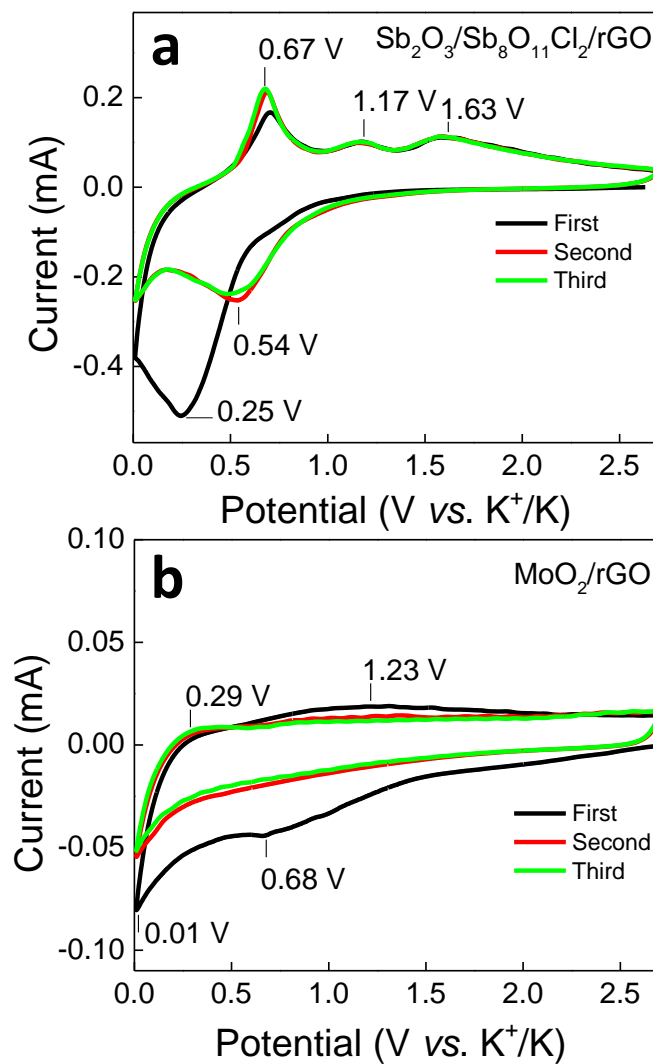 a
Sb₂O₃/Sb₈O₁₁Cl₂/rGO
0.67 V
1.17 V
1.63 V
0.2
0.0
-0.2
-0.4
Current (mA)
First
Second
Third
0.54 V
0.25 V
0.0
0.5
1.0
1.5
2.0
2.5
Potential (V vs. K⁺/K)
b
MoO₂/rGO
0.10
0.05
0.00
-0.05
-0.10
Current (mA)
0.29 V
1.23 V
First
Second
Third
0.68 V
0.01 V
0.0
0.5
1.0
1.5
2.0
2.5
Potential (V vs. K⁺/K)